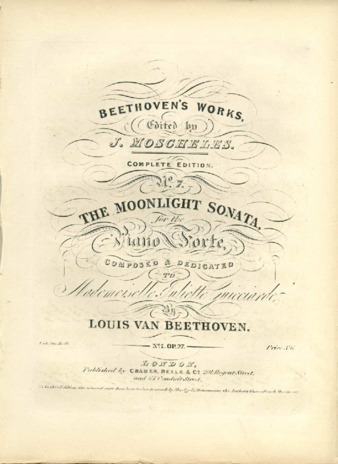 BEETHOVEN'S WORKS,
Edited by
J. MOSCHELES.
COMPLETE EDITION.
No. 7.
THE MOONLIGHT SONATA,
for the
Piano Forte,
COMPOSED & DEDICATED
TO
Mademoiselle Juliette Guicciardi,
By
LOUIS VAN BEETHOVEN.
No. 1. OP. 27.
Price
LONDON,
Published by CRAMER, BEALE & Co. 201, Regent Street,
and 67, Conduit Street.